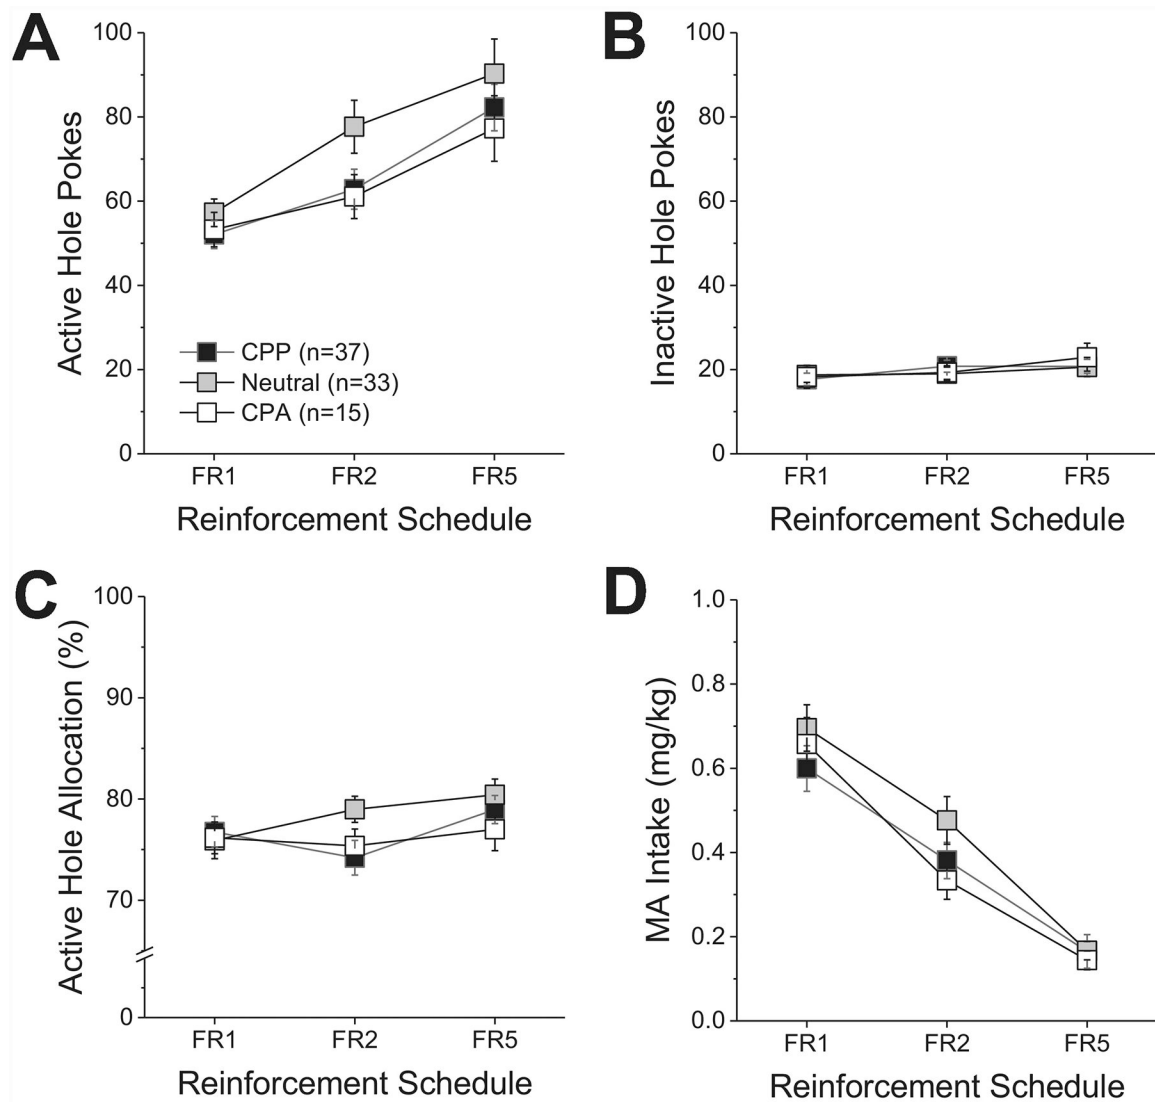 A
Active Hole Pokes
100
80
60
40
20
0
CPP (n=37)
Neutral (n=33)
CPA (n=15)
FR1 FR2 FR5
Reinforcement Schedule
B
Inactive Hole Pokes
100
80
60
40
20
0
FR1 FR2 FR5
Reinforcement Schedule
C
Active Hole Allocation (%)
100
90
80
70
0
FR1 FR2 FR5
Reinforcement Schedule
D
MA Intake (mg/kg)
1.0
0.8
0.6
0.4
0.2
0.0
FR1 FR2 FR5
Reinforcement Schedule